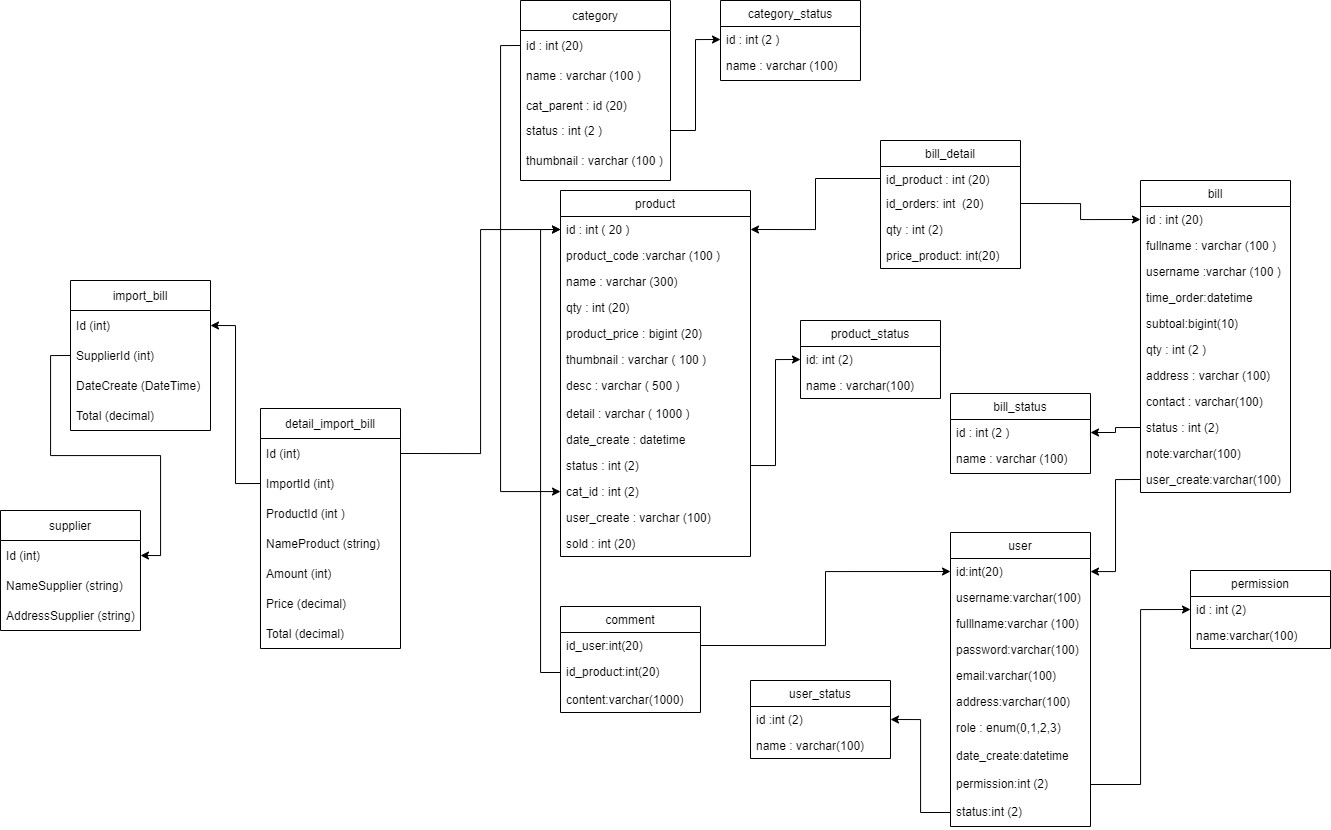 category
id : int (20)
name : varchar (100 )
cat_parent : id (20)
status : int (2 )
thumbnail : varchar (100 )
category_status
id : int (2 )
name : varchar (100)
bill_detail
id_product : int (20)
id_orders: int (20)
qty : int (2)
price_product: int(20)
bill
id : int (20)
fullname : varchar (100 )
username :varchar (100 )
time_order:datetime
subtoal:bigint(10)
qty : int (2 )
address : varchar (100)
contact : varchar(100)
status : int (2)
note:varchar(100)
user_create:varchar(100)
product
id : int ( 20 )
product_code :varchar (100 )
name : varchar (300)
qty : int (20)
product_price : bigint (20)
thumbnail : varchar ( 100 )
desc : varchar ( 500 )
detail : varchar ( 1000 )
date_create : datetime
status : int (2)
cat_id : int (2)
user_create : varchar (100)
sold : int (20)
import_bill
Id (int)
SupplierId (int)
DateCreate (DateTime)
Total (decimal)
product_status
id: int (2)
name : varchar(100)
bill_status
id : int (2 )
name : varchar (100)
detail_import_bill
Id (int)
ImportId (int)
ProductId (int )
NameProduct (string)
Amount (int)
Price (decimal)
Total (decimal)
supplier
Id (int)
NameSupplier (string)
AddressSupplier (string)
user
id:int(20)
username:varchar(100)
fulllname:varchar (100)
password:varchar(100)
email:varchar(100)
address:varchar(100)
role : enum(0,1,2,3)
date_create:datetime
permission:int (2)
status:int (2)
permission
id : int (2)
name:varchar(100)
comment
id_user:int(20)
id_product:int(20)
content:varchar(1000)
user_status
id :int (2)
name : varchar(100)